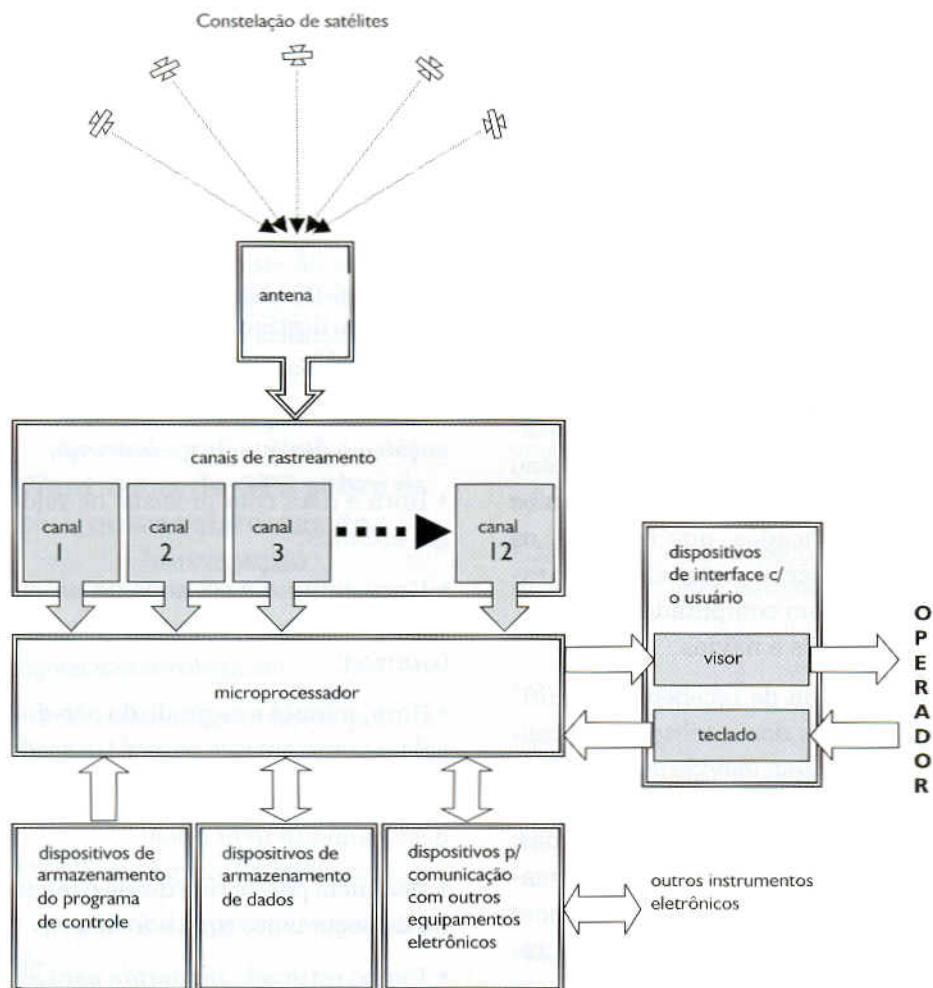 Constelação de satélites
antena
canais de rastreamento
canal
1
canal
2
canal
3
canal
12
dispositivos
de interface c/
o usuário
visor
teclado
OPERADOR
microprocessador
dispositivos de
armazenamento
do programa
de controle
dispositivos de
armazenamento
de dados
dispositivos p/
comunicação
com outros
equipamentos
eletrônicos
outros instrumentos
eletrônicos